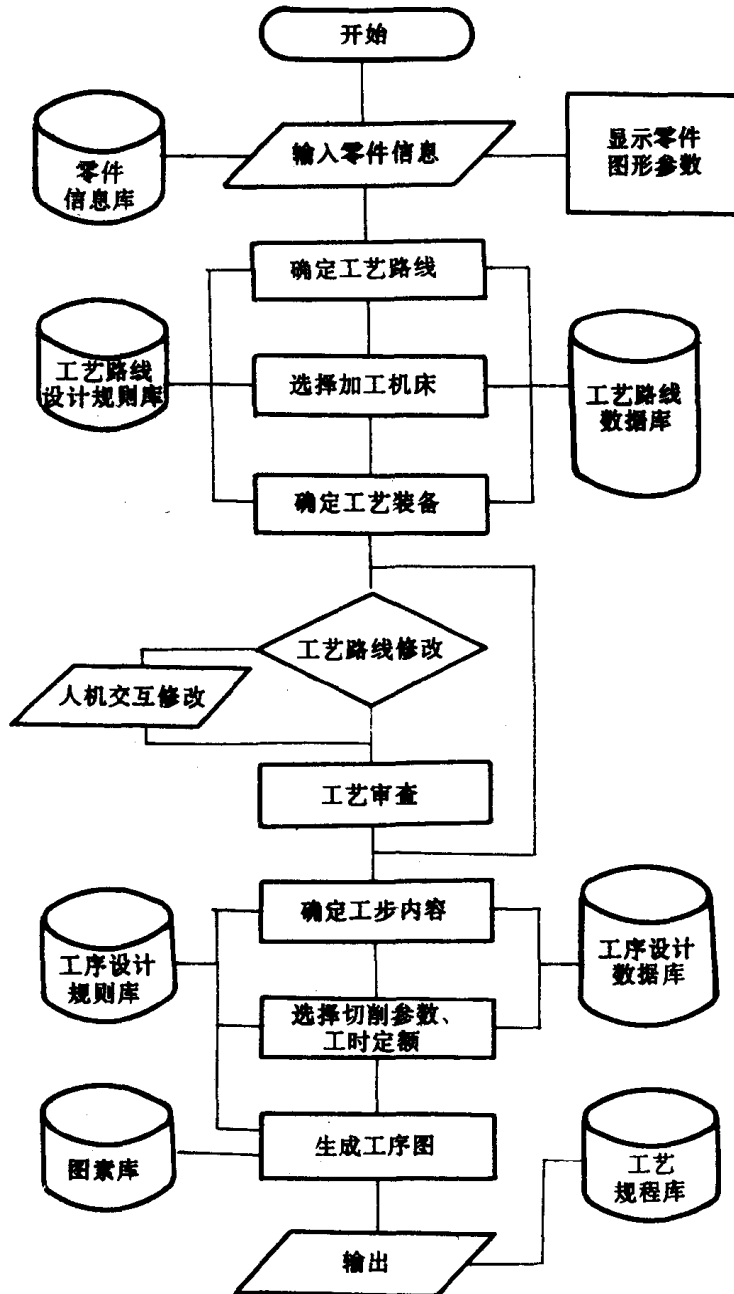 开始
零件
信息库
输入零件信息
显示零件
图形参数
确定工艺路线
工艺路线
设计规则库
选择加工机床
工艺路线
数据库
确定工艺装备
工艺路线修改
人机交互修改
工艺审查
确定工步内容
工序设计
规则库
工序设计
数据库
选择切削参数、
工时定额
图素库
生成工序图
工艺
规程库
输出